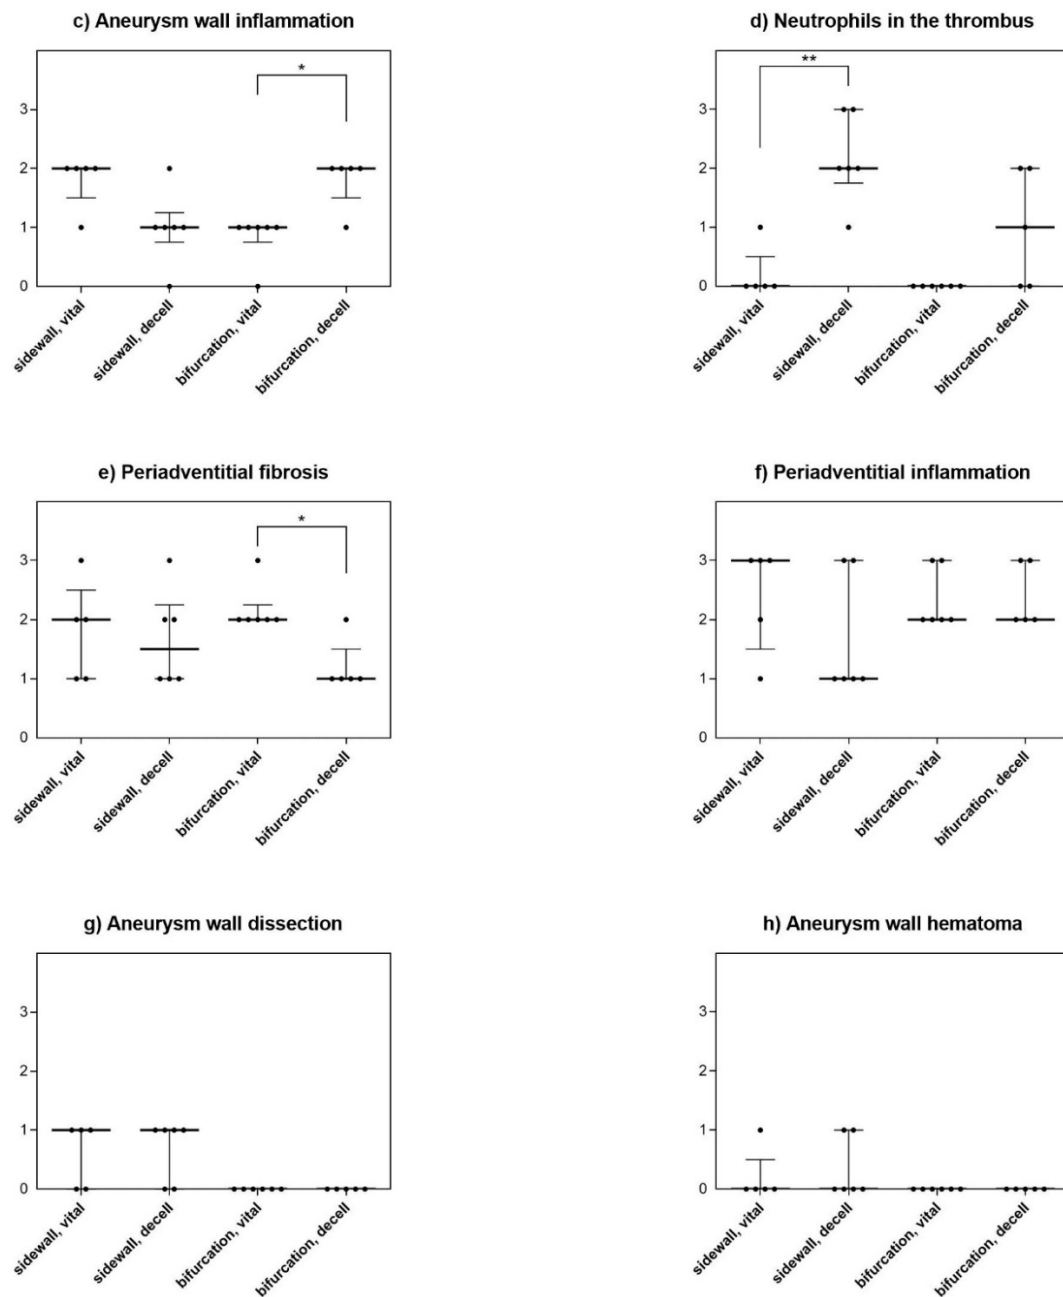 c) Aneurysm wall inflammation
*
3
2
1
0
sidewall, vital
sidewall, decell
bifurcation, vital
bifurcation, decell
d) Neutrophils in the thrombus
**
3
2
1
0
sidewall, vital
sidewall, decell
bifurcation, vital
bifurcation, decell
e) Periadventitial fibrosis
*
3
2
1
0
sidewall, vital
sidewall, decell
bifurcation, vital
bifurcation, decell
f) Periadventitial inflammation
3
2
1
0
sidewall, vital
sidewall, decell
bifurcation, vital
bifurcation, decell
g) Aneurysm wall dissection
3
2
1
0
sidewall, vital
sidewall, decell
bifurcation, vital
bifurcation, decell
h) Aneurysm wall hematoma
3
2
1
0
sidewall, vital
sidewall, decell
bifurcation, vital
bifurcation, decell